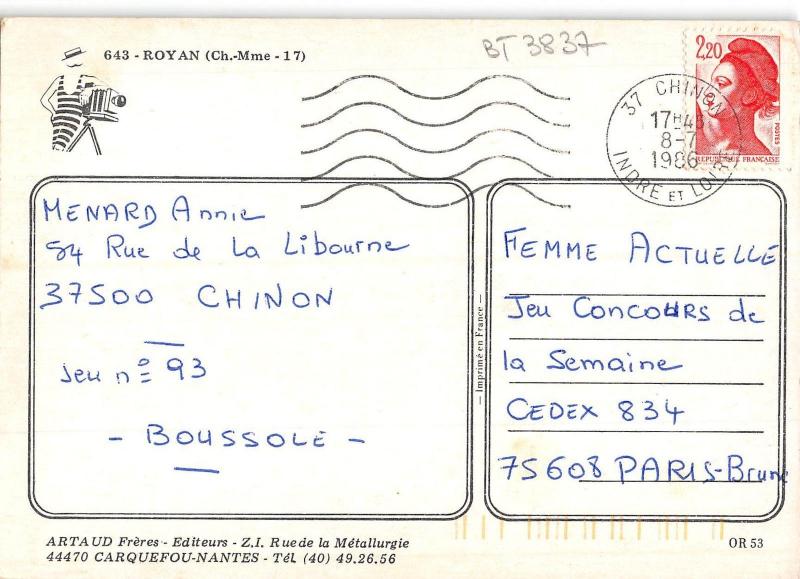 643 - ROYAN (Ch.-Mme - 17)
BT 3837
37 CHINON
17H45
8-7
1986
INDRE ET LOIRE
2,20
POSTES
REPUBLIQUE FRANÇAISE
MENARD Annie
54 Rue de La Libourne
37500 CHINON
Jeu n° 93
- BOUSSOLE -
- Imprimé en France -
FEMME ACTUELLE
Jeu CONCOURS de
la Semaine
CEDEX 834
75608 PARIS-Brune
ARTAUD Frères - Editeurs - Z.I. Rue de la Métallurgie
44470 CARQUEFOU-NANTES - Tél. (40) 49.26.56
OR 53